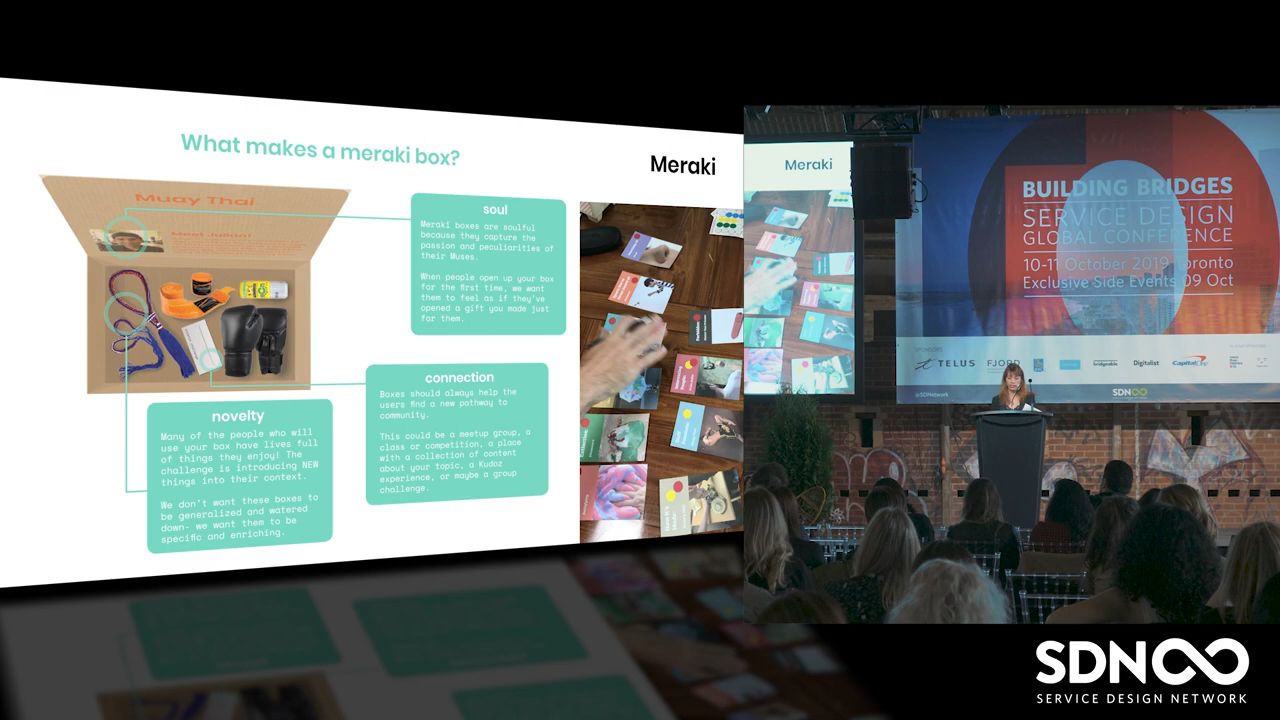 What makes a meraki box?
Meraki
Muay Thai
Meet Julian!
soul
Meraki boxes are soulful
because they capture the
passion and peculiarities of
their Muses.
When people open up your box
for the first time, we want
them to feel as if they've
opened a gift you made just
for them.
connection
Boxes should always help the
users find a new pathway to
community.
This could be a meetup group, a
class or competition, a place
with a collection of content
about your topic, a Kudoz
experience, or maybe a group
challenge.
novelty
Many of the people who will
use your box have lives full
of things they enjoy! The
challenge is introducing NEW
things into their context.
We don't want these boxes to
be generalized and watered
down- we want them to be
specific and enriching.
Meraki
BUILDING BRIDGES
SERVICE DESIGN
GLOBAL CONFERENCE
10-11 October 2019 Toronto
Exclusive Side Events 09 Oct
TELUS
FJORD
Digitalist
Capital One
@SDNetwork
SDN
SDN
SERVICE DESIGN NETWORK